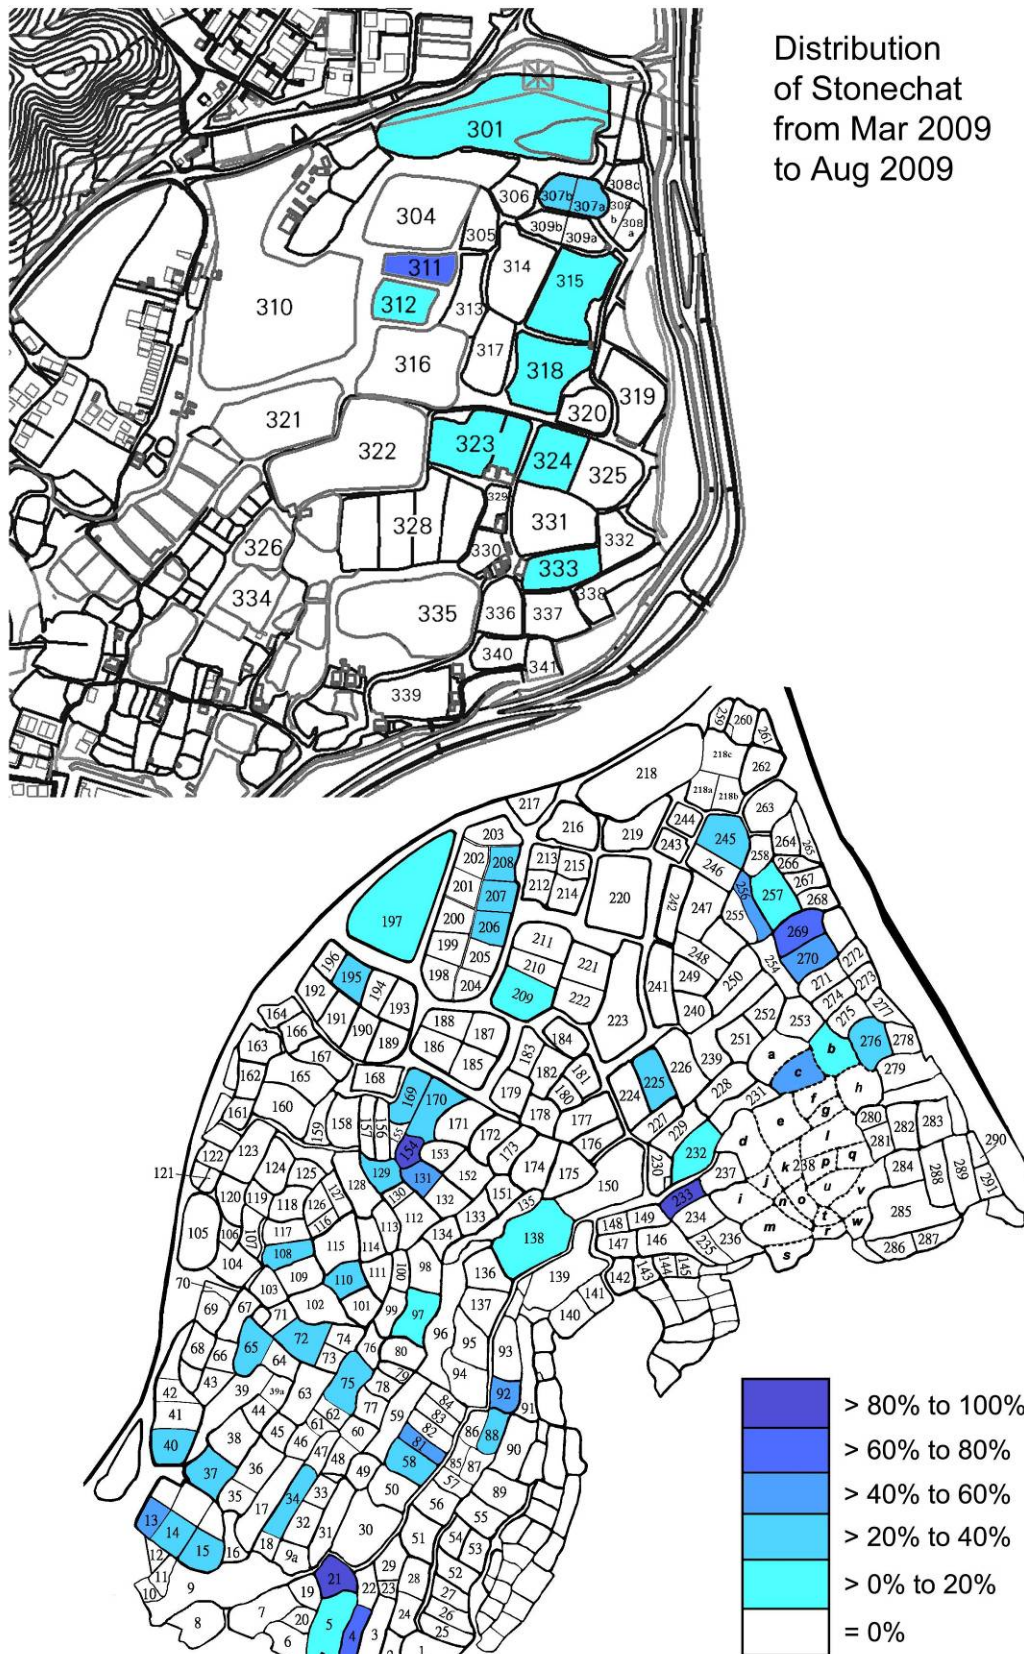 Distribution
of Stonechat
from Mar 2009
to Aug 2009
301
306 307b 307a 308c
308 b 308 a
304 305 309b 309a
311 314 315
310 312 313
316 317 318 319
320
321 322 323 324 325
326 328 329 331 332
330 333
334 335 336 337 338
340 341
339
259 260 261
218 218c 262
218a 218b
217 216 219 244 263
203 243 245 264 265
202 208 213 215 246 258 266
201 207 212 214 220 242 256 257 267
197 200 206 247 255 268
199 205 211 269
196 198 204 210 221 248 254 270 272
195 194 209 222 241 249 250 271 273
192 193 240 274 277
164 191 190 188 187 223 252 253 275
166 189 186 185 184 251 a b 276 278
163 167 183 182 181 226 239 c 279
162 165 168 169 170 179 180 224 225 228 231 f h
161 160 159 158 157 156 155 171 178 177 227 229 e g 280 282 283
123 154 153 172 173 176 232 d l 281 290
121 122 124 125 128 129 131 152 174 175 230 237 k 238 p q 284 288 289 291
120 119 118 126 127 130 132 151 150 233 j u v
105 106 107 117 116 113 112 133 135 148 149 234 i n o 285
104 108 115 114 134 138 147 146 235 236 m t w 287
70 103 109 110 111 100 98 136 139 142 143 144 145 s r 286
69 67 71 102 101 99 97 137 140 141
68 66 65 72 74 76 80 96 95 93
42 43 64 73 75 79 94
41 39 39a 63 78 84 92 91
40 38 44 62 77 59 83 86 88
37 45 61 60 82 90
36 46 47 48 81 58 85 87
35 34 33 49 50 57 89
13 14 17 32 30 56 55
12 15 16 18 31 51 54 53
11 9a 29 52
10 9 19 21 22 23 28 27
8 7 20 5 4 3 24 26
6 2 1 25
> 80% to 100%
> 60% to 80%
> 40% to 60%
> 20% to 40%
> 0% to 20%
= 0%